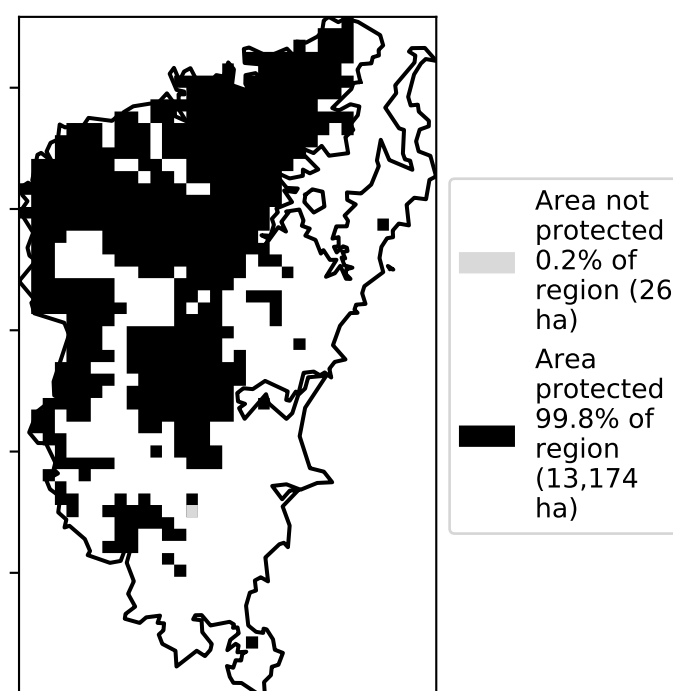 Area not
protected
0.2% of
region (26
ha)
Area
protected
99.8% of
region
(13,174
ha)